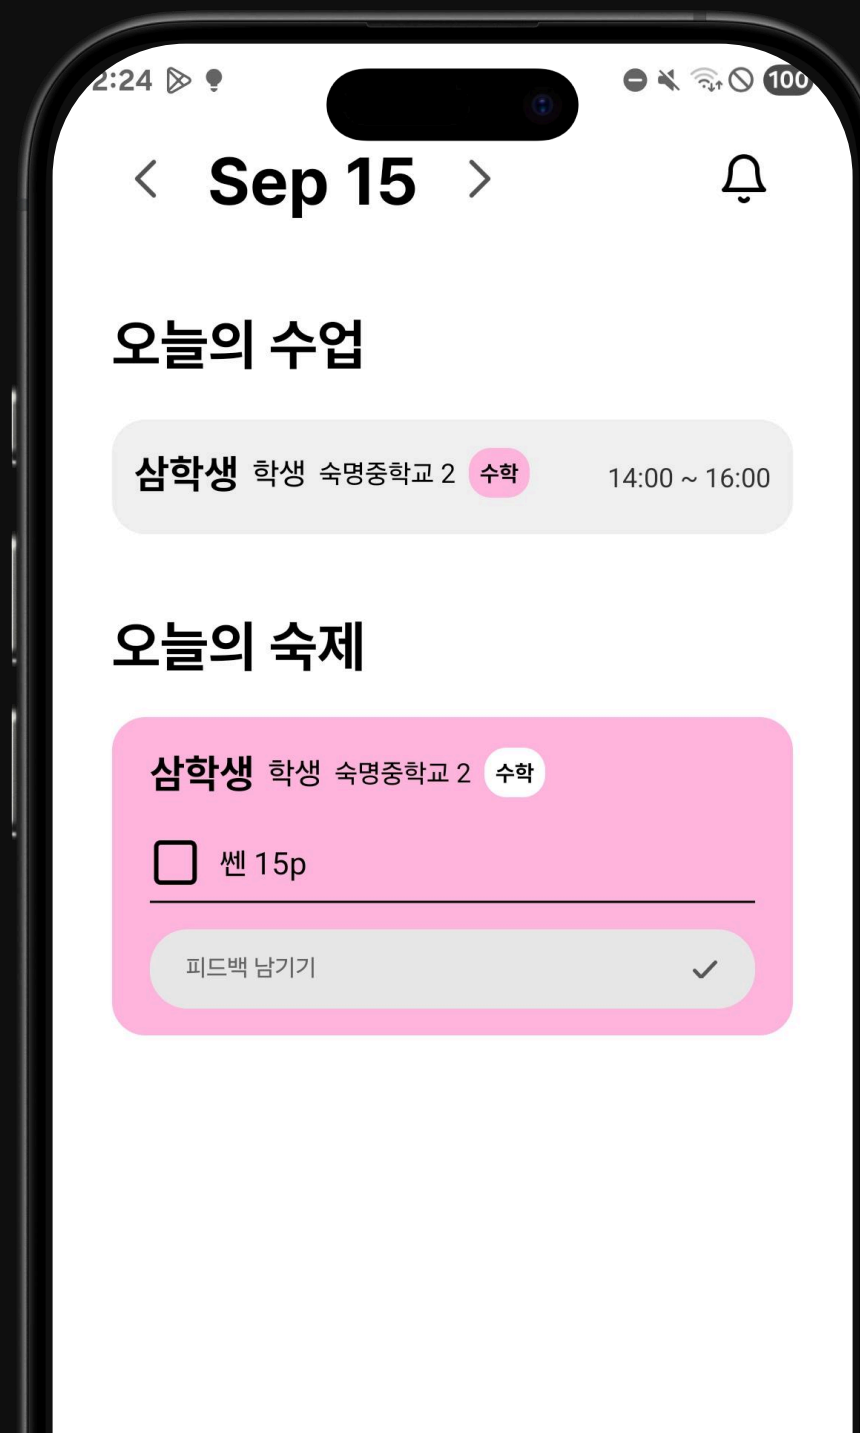 2:24 100
Sep 15
오늘의 수업
삼학생 학생 숙명중학교 2 수학 14:00 ~ 16:00
오늘의 숙제
삼학생 학생 숙명중학교 2 수학
쎈 15p
피드백 남기기